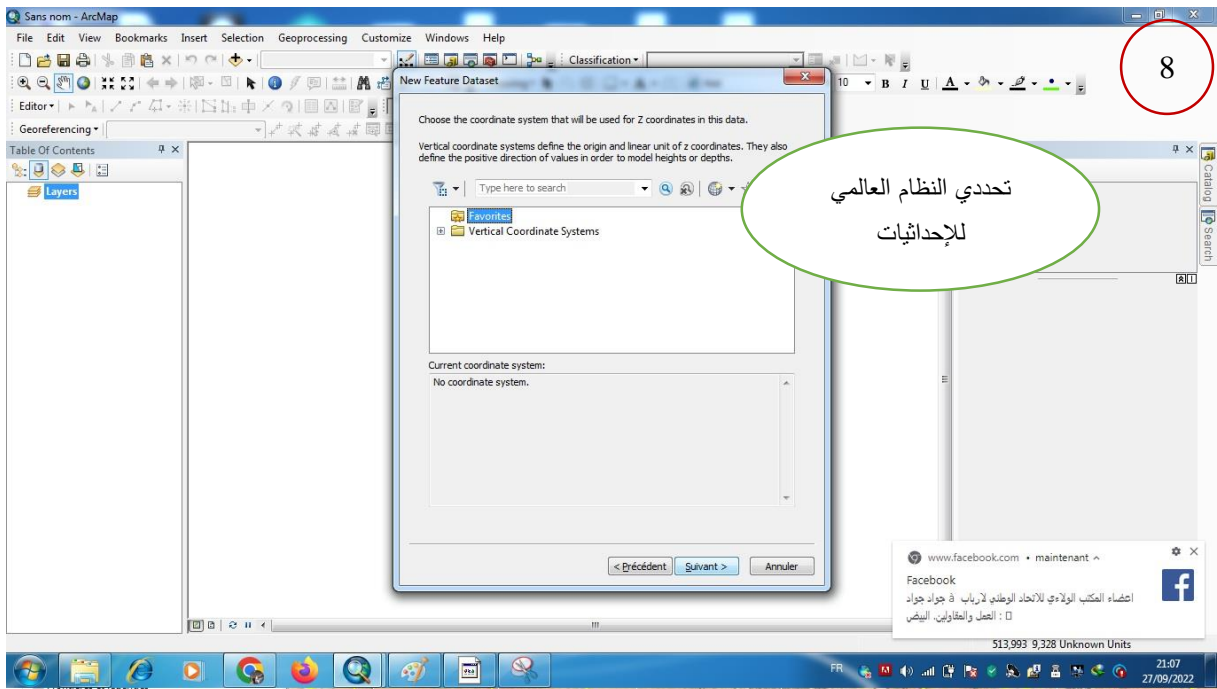 Sans nom - ArcMap
File Edit View Bookmarks Insert Selection Geoprocessing Customize Windows Help
Classification
10 B I U A
Editor
Georeferencing
8
Table Of Contents
Layers
New Feature Dataset
Choose the coordinate system that will be used for Z coordinates in this data.
Vertical coordinate systems define the origin and linear unit of z coordinates. They also
define the positive direction of values in order to model heights or depths.
Type here to search
Favorites
Vertical Coordinate Systems
Current coordinate system:
No coordinate system.
< Précédent Suivant > Annuler
تحددي النظام العالمي
للإحداثيات
Catalog
Search
www.facebook.com • maintenant
Facebook
اعضاء المكتب الولاءي للاتحاد الوطني لارباب & جواد جواد
: العمل والمقاولين. البيض
513,993 9,328 Unknown Units
FR
21:07
27/09/2022